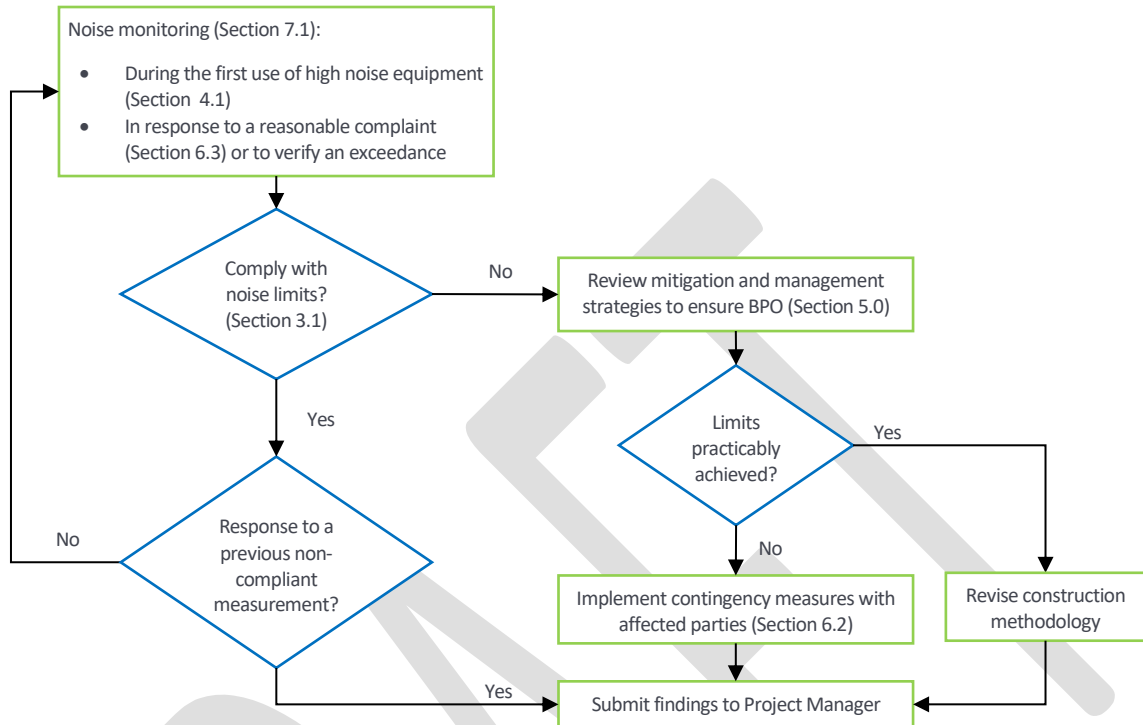 Noise monitoring (Section 7.1):
• During the first use of high noise equipment
(Section 4.1)
• In response to a reasonable complaint
(Section 6.3) or to verify an exceedance
Comply with
noise limits?
(Section 3.1)
No
Review mitigation and management
strategies to ensure BPO (Section 5.0)
Yes
Limits
practicably
achieved?
Yes
Response to a
previous non-
compliant
measurement?
No
No
Implement contingency measures with
affected parties (Section 6.2)
Revise construction
methodology
Yes
Submit findings to Project Manager